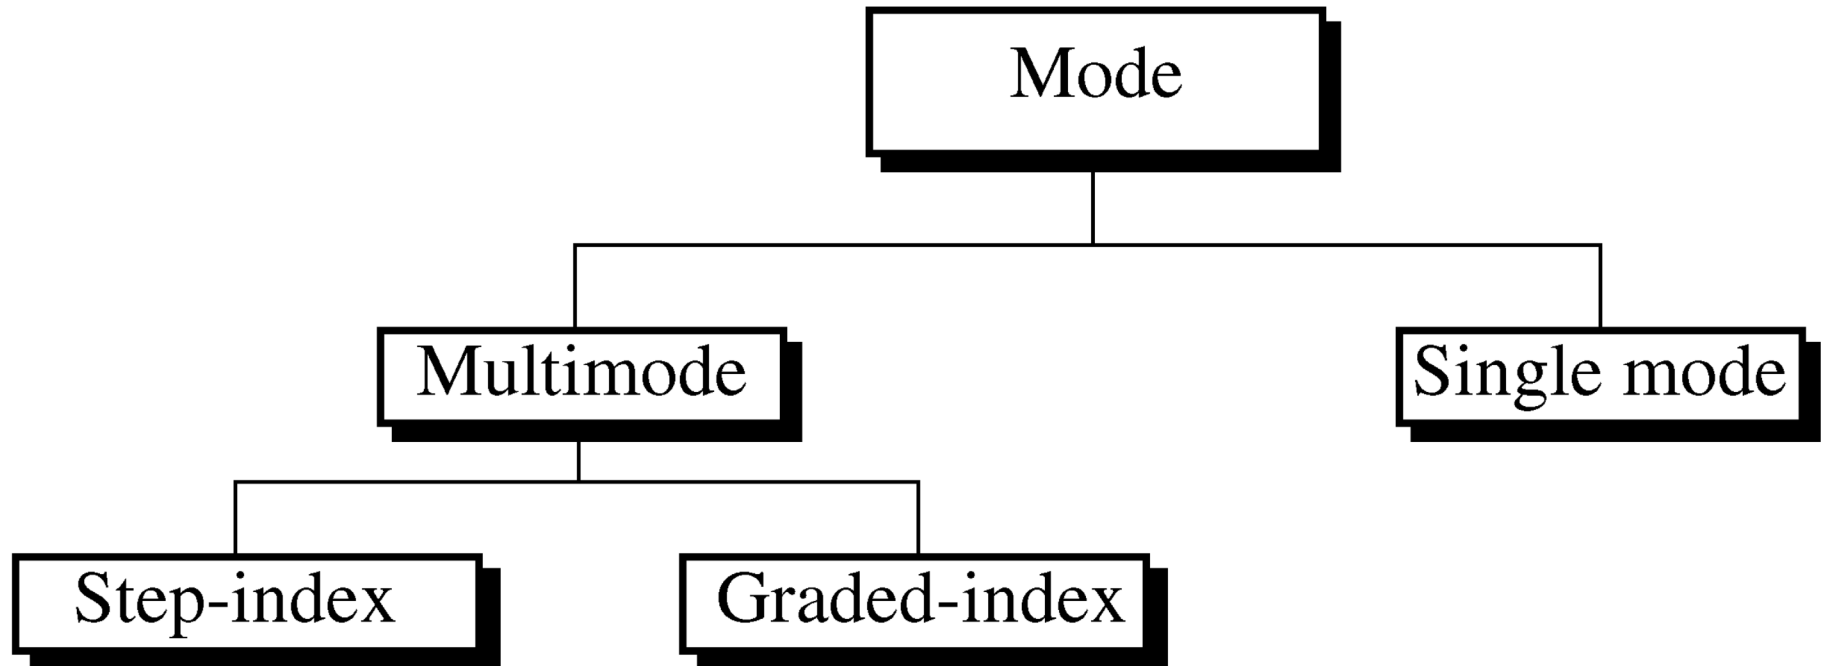 Mode
Multimode
Single mode
Step-index
Graded-index